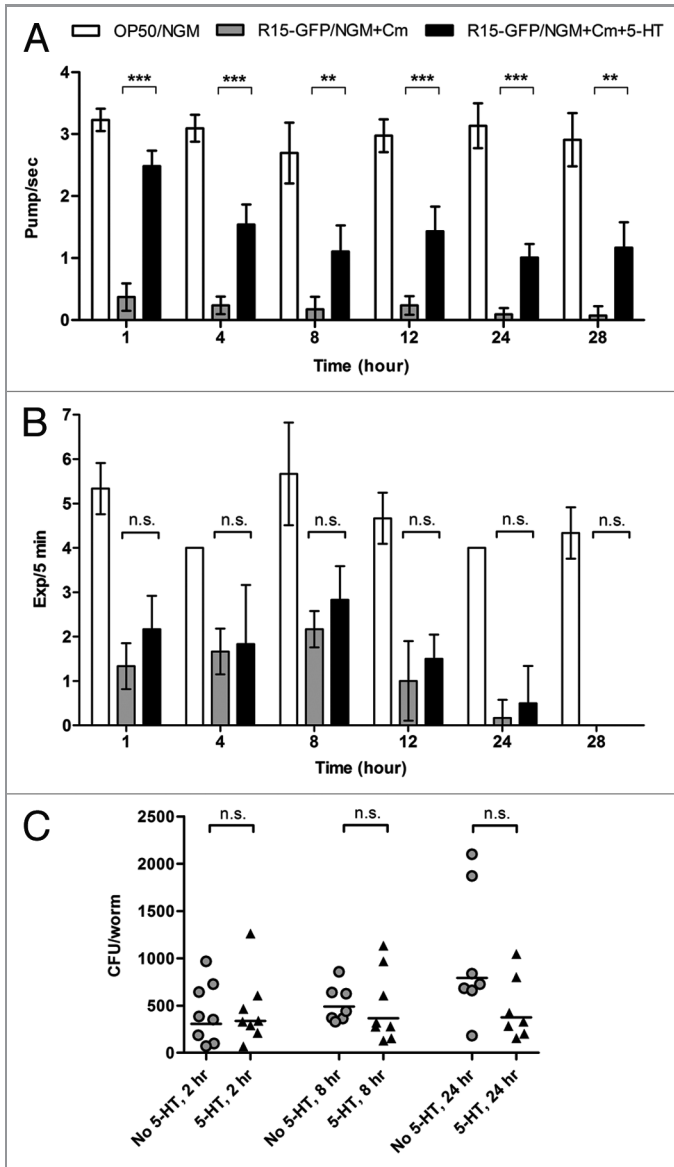 A
OP50/NGM R15-GFP/NGM+Cm R15-GFP/NGM+Cm+5-HT
*** *** ** *** *** **
4
3
2
1
0
Pump/sec
1 4 8 12 24 28
Time (hour)
B
7
6
5
4
3
2
1
0
Exp/5 min
n.s. n.s. n.s. n.s. n.s. n.s.
1 4 8 12 24 28
Time (hour)
C
n.s. n.s. n.s.
2500
2000
1500
1000
500
0
CFU/worm
No 5-HT, 2 hr
5-HT, 2 hr
No 5-HT, 8 hr
5-HT, 8 hr
No 5-HT, 24 hr
5-HT, 24 hr